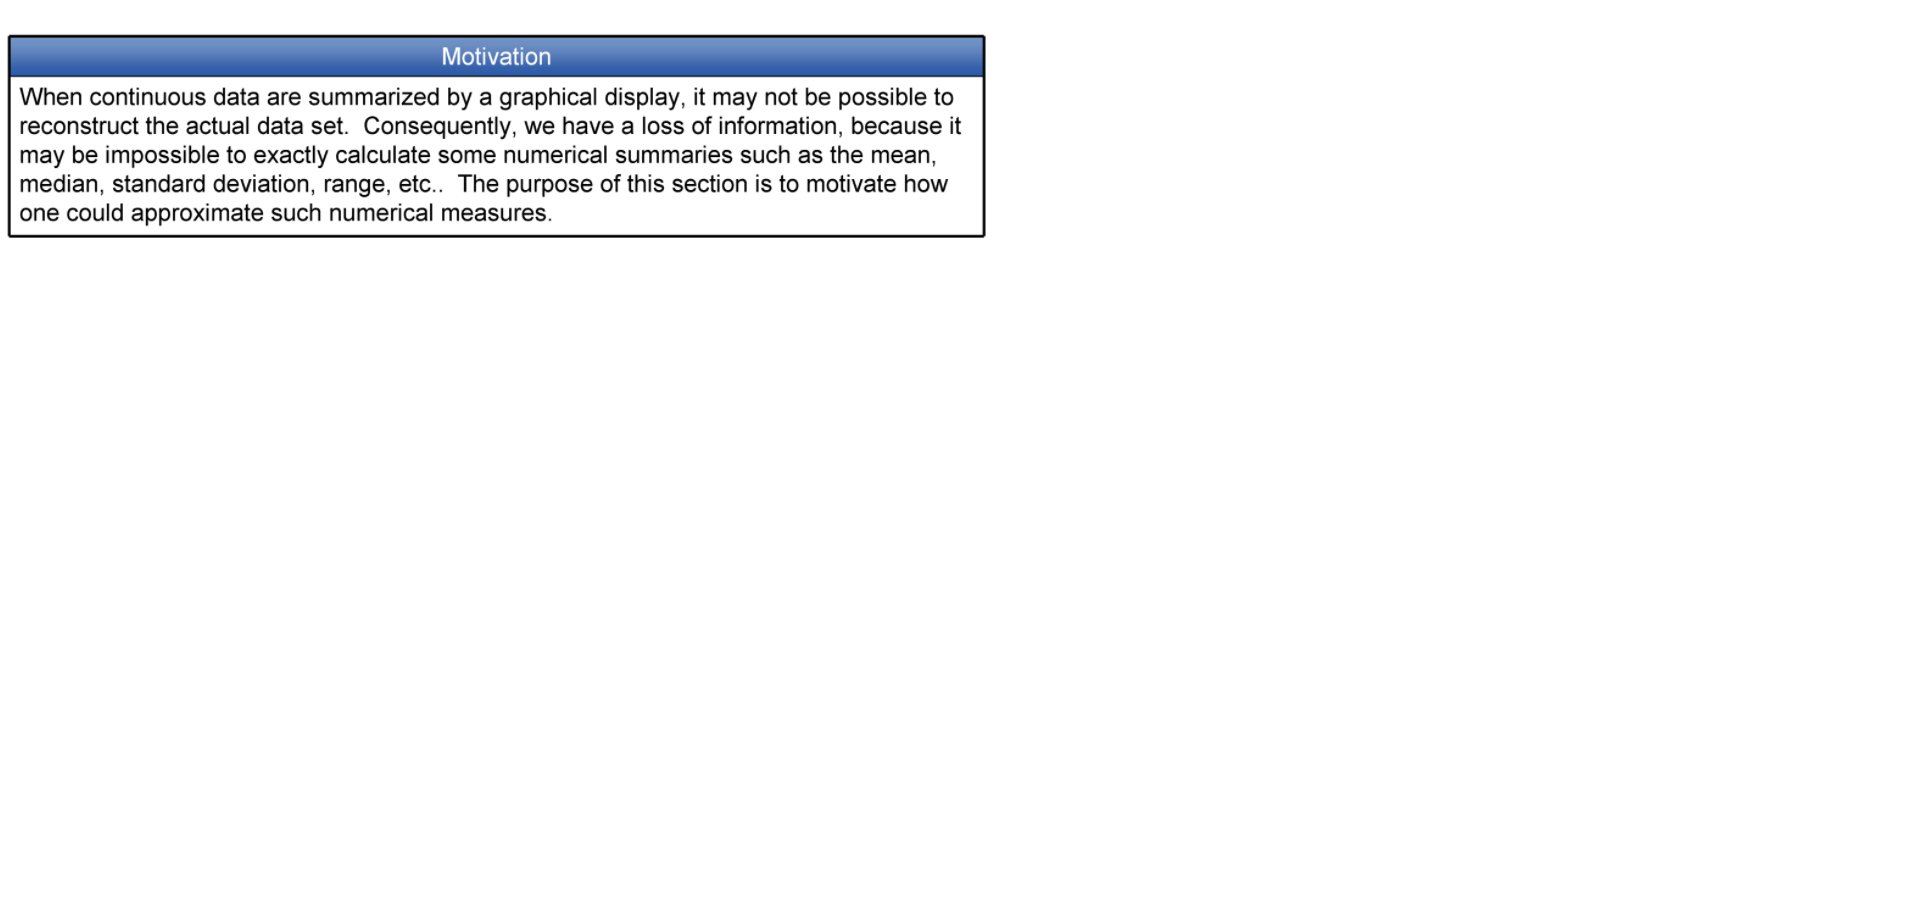 Motivation
When continuous data are summarized by a graphical display, it may not be possible to
reconstruct the actual data set.  Consequently, we have a loss of information, because it
may be impossible to exactly calculate some numerical summaries such as the mean,
median, standard deviation, range, etc..  The purpose of this section is to motivate how
one could approximate such numerical measures.